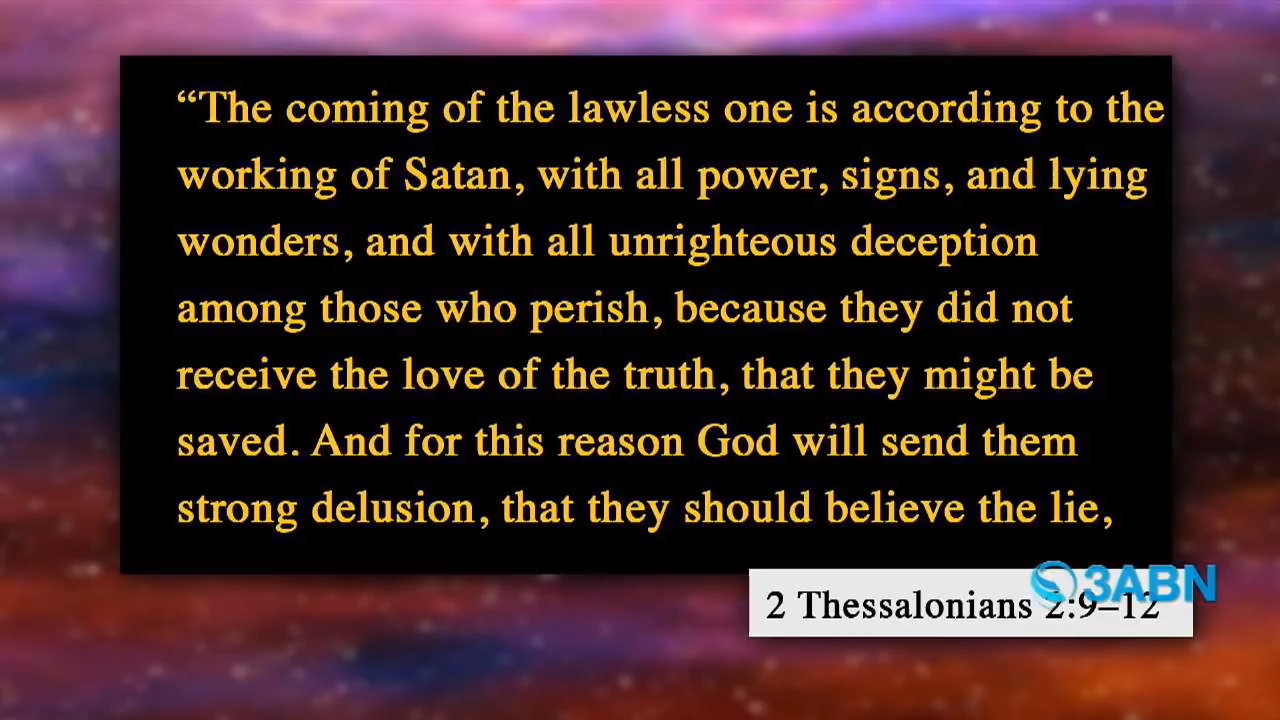 “The coming of the lawless one is according to the
working of Satan, with all power, signs, and lying
wonders, and with all unrighteous deception
among those who perish, because they did not
receive the love of the truth, that they might be
saved. And for this reason God will send them
strong delusion, that they should believe the lie,
3ABN
2 Thessalonians 2:9–12